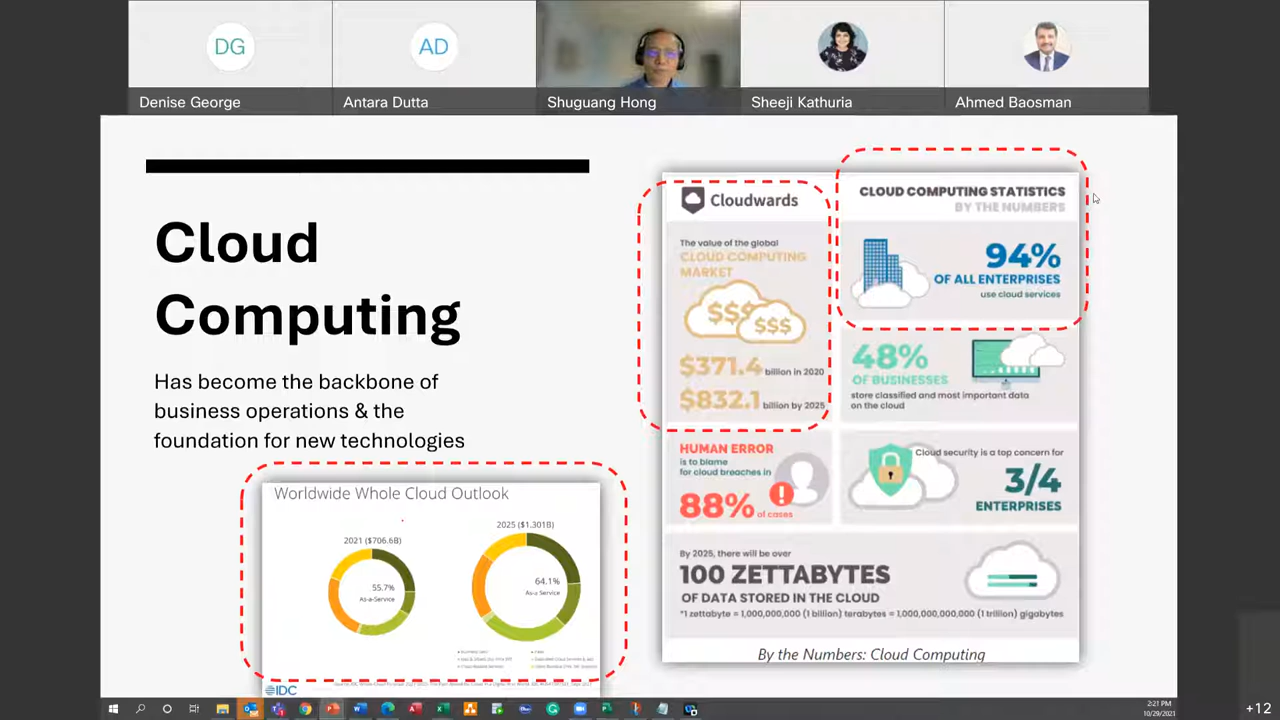 DG
AD
Denise George
Antara Dutta
Shuguang Hong
Sheeji Kathuria
Ahmed Baosman
Cloud
Computing
Has become the backbone of
business operations & the
foundation for new technologies
Worldwide Whole Cloud Outlook
2021 ($706.6B)
55.7%
As-a-Service
2025 ($1.301B)
64.1%
As-a Service
IDC
Cloudwards
The value of the global
CLOUD COMPUTING
MARKET
$$$
$$$
$371.4 billion in 2020
$832.1 billion by 2025
CLOUD COMPUTING STATISTICS
BY THE NUMBERS
94%
OF ALL ENTERPRISES
use cloud services
48%
OF BUSINESSES
store classified and most important data
on the cloud
HUMAN ERROR
is to blame
for cloud breaches in
88% of cases
Cloud security is a top concern for
3/4
ENTERPRISES
By 2025, there will be over
100 ZETTABYTES
OF DATA STORED IN THE CLOUD
*1 zettabyte = 1,000,000,000 (1 billion) terabytes = 1,000,000,000,000 (1 trillion) gigabytes
By the Numbers: Cloud Computing
2:21 PM
10/29/2021
+12